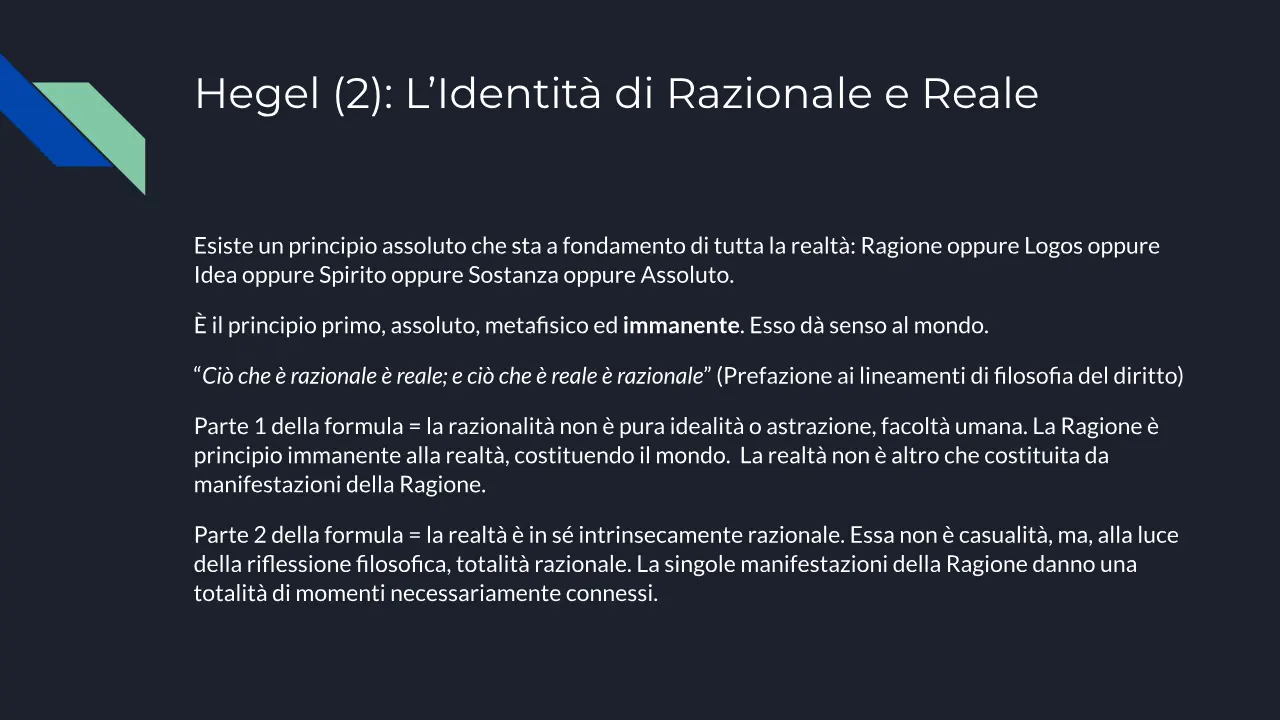 Hegel (2): L’Identità di Razionale e Reale
Esiste un principio assoluto che sta a fondamento di tutta la realtà: Ragione oppure Logos oppure
Idea oppure Spirito oppure Sostanza oppure Assoluto.
È il principio primo, assoluto, metafisico ed immanente. Esso dà senso al mondo.
“Ciò che è razionale è reale; e ciò che è reale è razionale” (Prefazione ai lineamenti di filosofia del diritto)
Parte 1 della formula = la razionalità non è pura idealità o astrazione, facoltà umana. La Ragione è
principio immanente alla realtà, costituendo il mondo.  La realtà non è altro che costituita da
manifestazioni della Ragione.
Parte 2 della formula = la realtà è in sé intrinsecamente razionale. Essa non è casualità, ma, alla luce
della riflessione filosofica, totalità razionale. La singole manifestazioni della Ragione danno una
totalità di momenti necessariamente connessi.